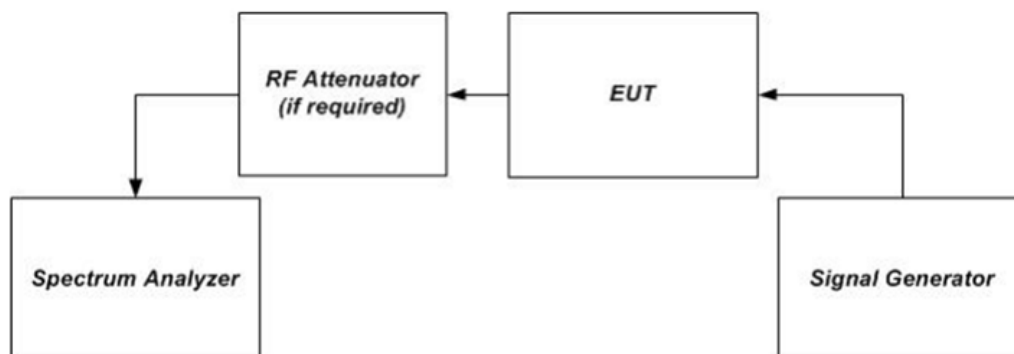 RF Attenuator
(if required)
EUT
Spectrum Analyzer
Signal Generator